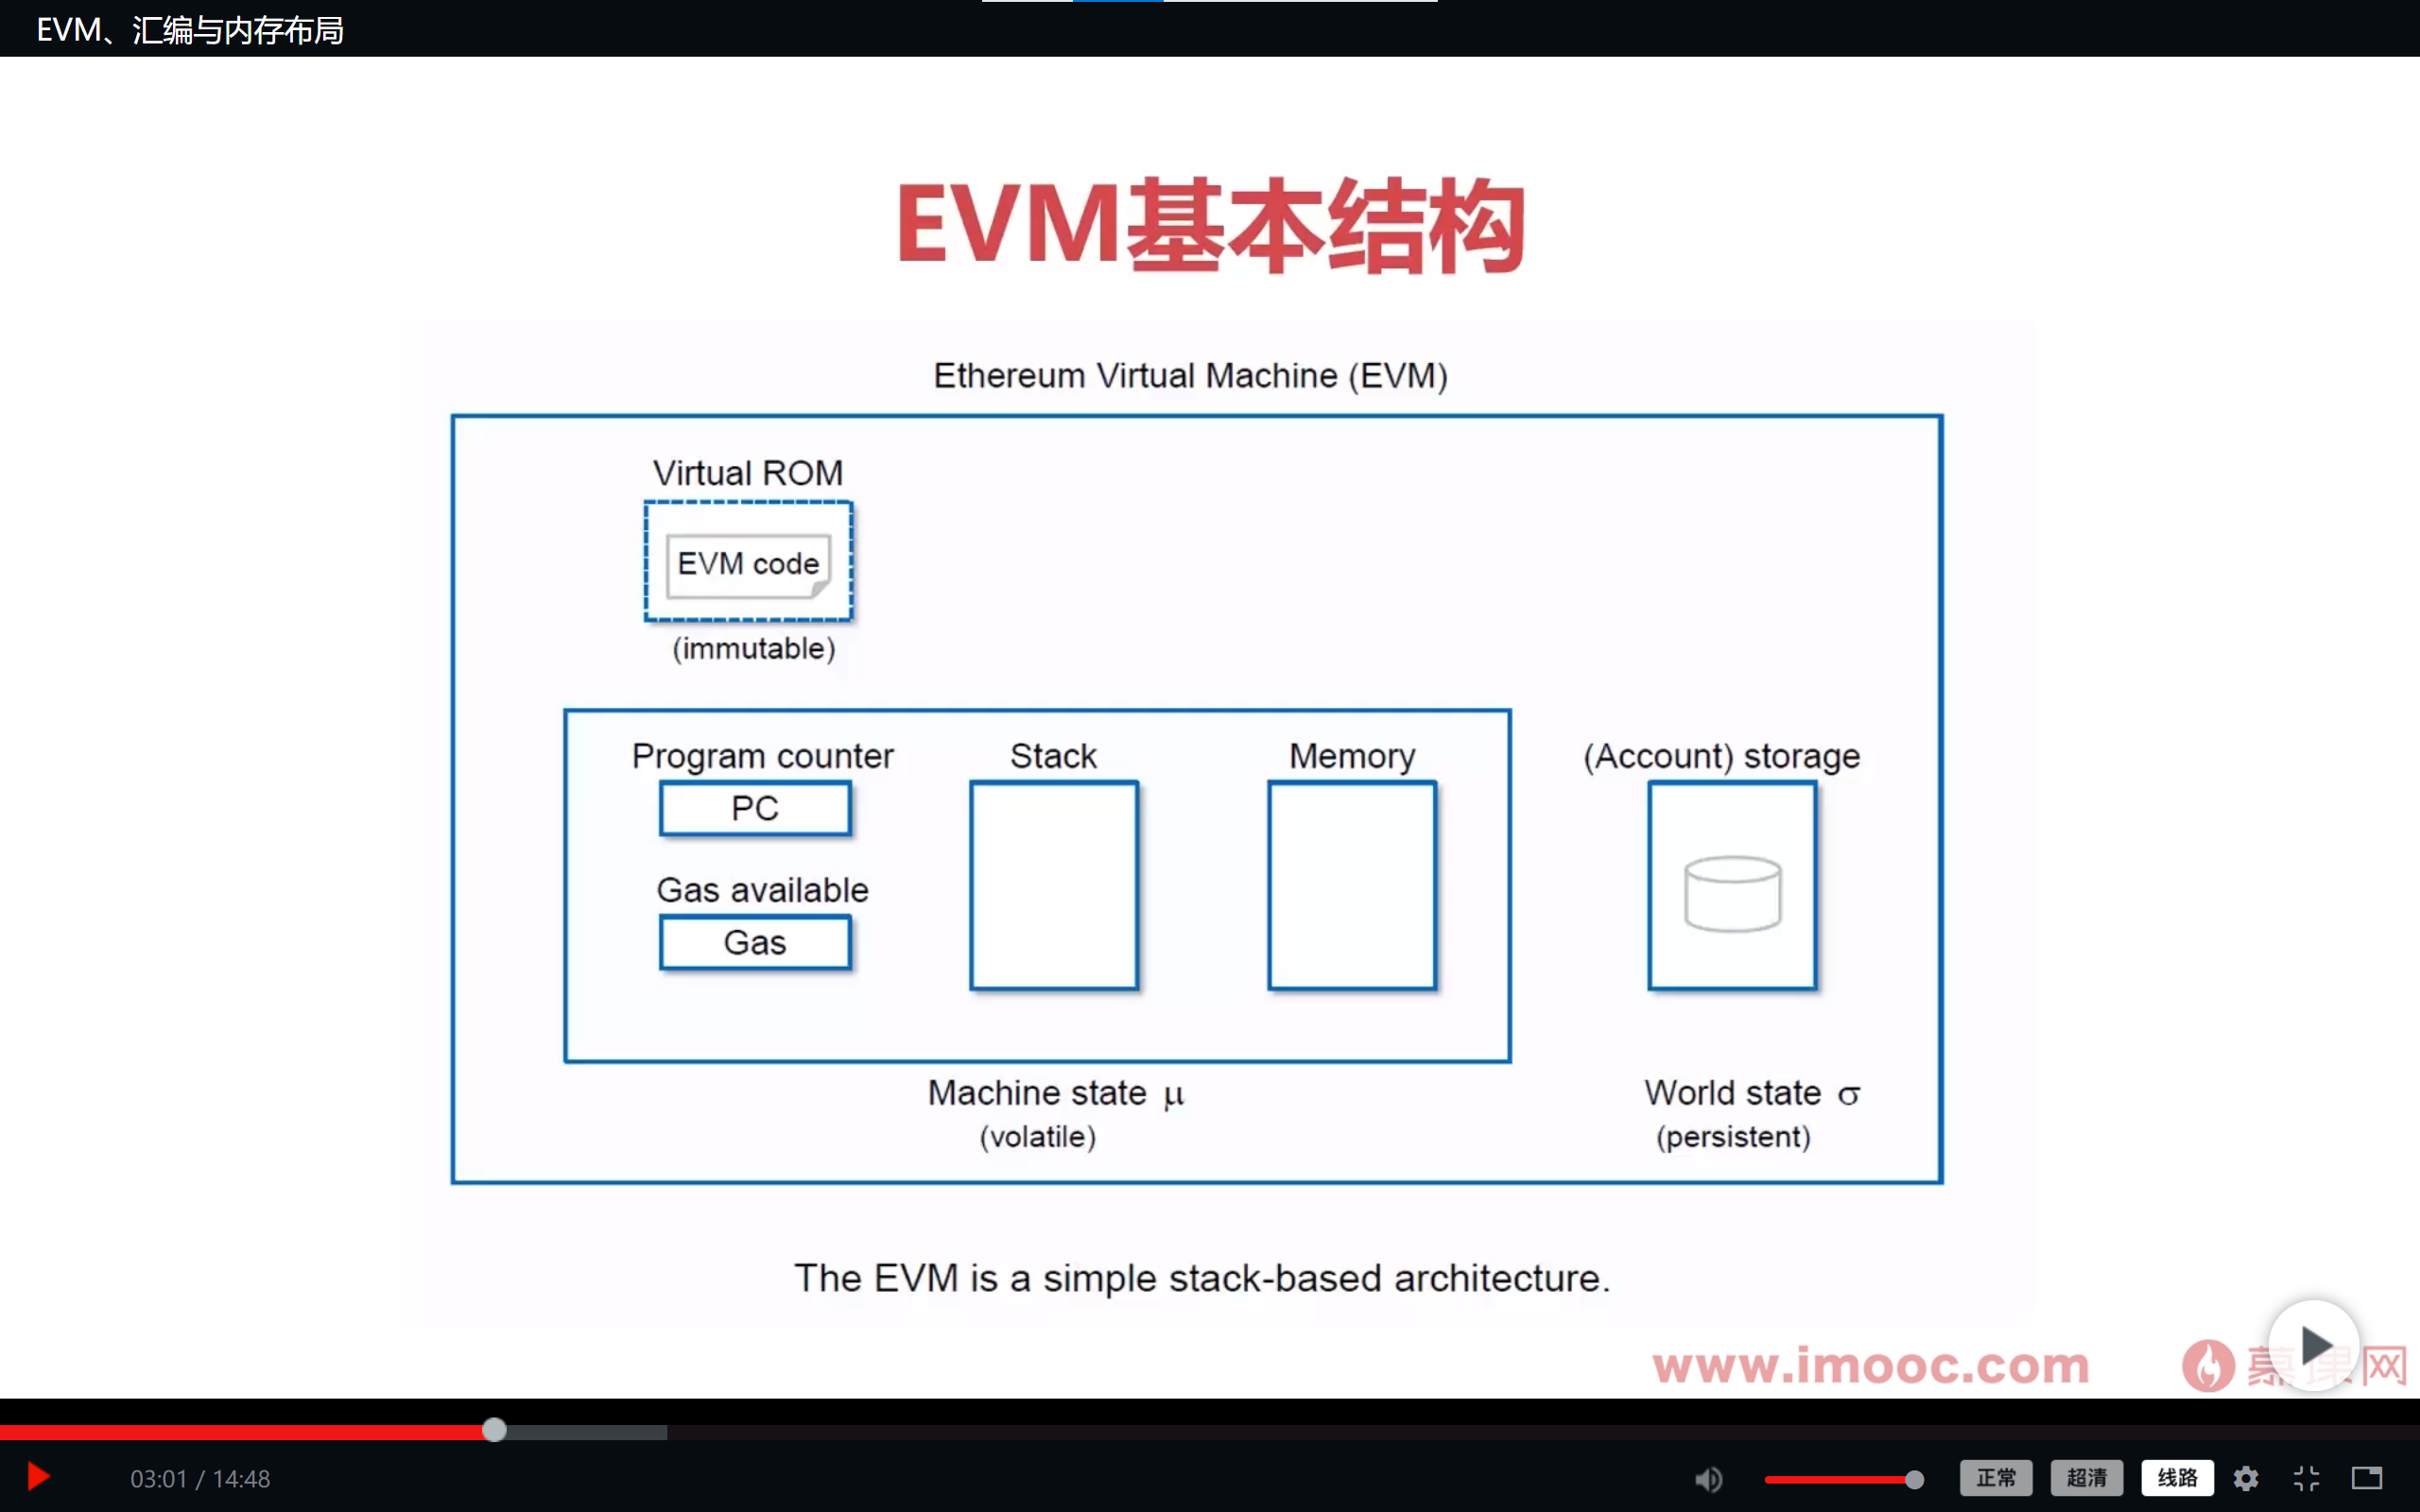 EVM、汇编与内存布局
EVM基本结构
Ethereum Virtual Machine (EVM)
Virtual ROM
EVM code
(immutable)
Program counter
PC
Gas available
Gas
Stack
Memory
(Account) storage
Machine state μ
(volatile)
World state σ
(persistent)
The EVM is a simple stack-based architecture.
www.imooc.com
慕课网
03:01 / 14:48
正常
超清
线路